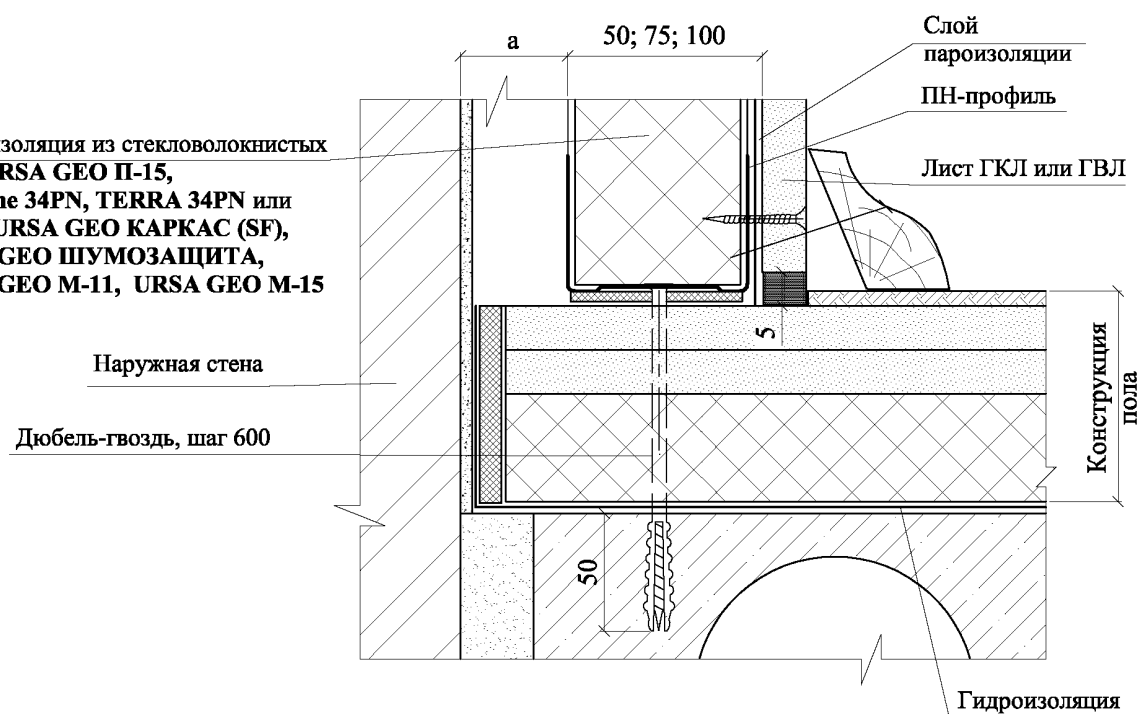 Слой
пароизоляции
а
50; 75; 100
ПН-профиль
Лист ГКЛ или ГВЛ
изоляция из стекловолокнистых
RSA GEO П-15,
ne 34PN, TERRA 34PN или
URSA GEO КАРКАС (SF),
GEO ШУМОЗАЩИТА,
GEO М-11, URSA GEO М-15
5
Наружная стена
Дюбель-гвоздь, шаг 600
Конструкция
пола
50
Гидроизоляция